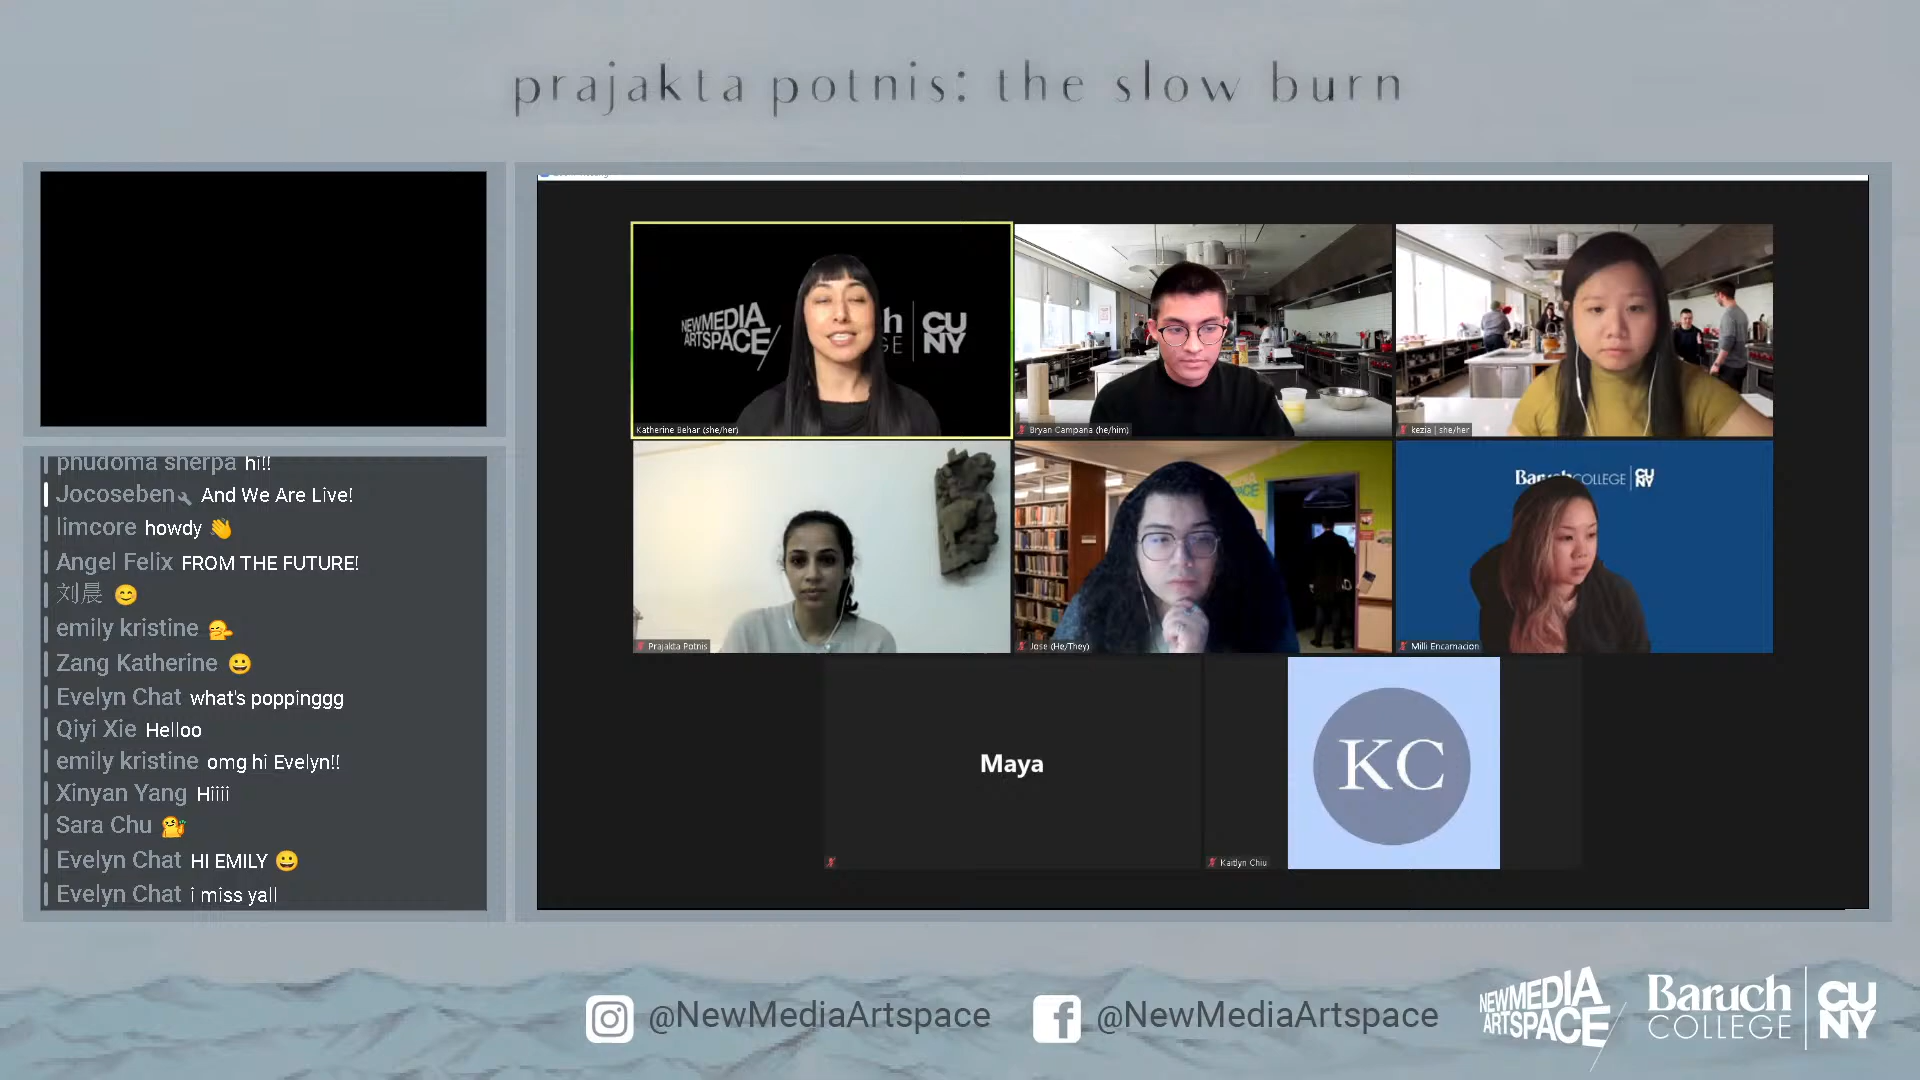 prajakta potnis: the slow burn
phudoma sherpa hi!!
Jocoseben And We Are Live!
limcore howdy 👋
Angel Felix FROM THE FUTURE!
刘晨 😊
emily kristine
Zang Katherine 😀
Evelyn Chat what's poppinggg
Qiyi Xie Helloo
emily kristine omg hi Evelyn!!
Xinyan Yang Hiiii
Sara Chu
Evelyn Chat HI EMILY 😀
Evelyn Chat i miss yall
NEWMEDIA
ARTSPACE
CU
NY
Katherine Behar (she/her)
Bryan Campana (he/him)
kezia | she/her
Prajakta Potnis
Jose (He/They)
Baruch COLLEGE
CU
NY
Milli Encarnacion
Maya
KC
Kaitlyn Chiu
@NewMediaArtspace
@NewMediaArtspace
NEWMEDIA
ARTSPACE
Baruch
COLLEGE
CU
NY